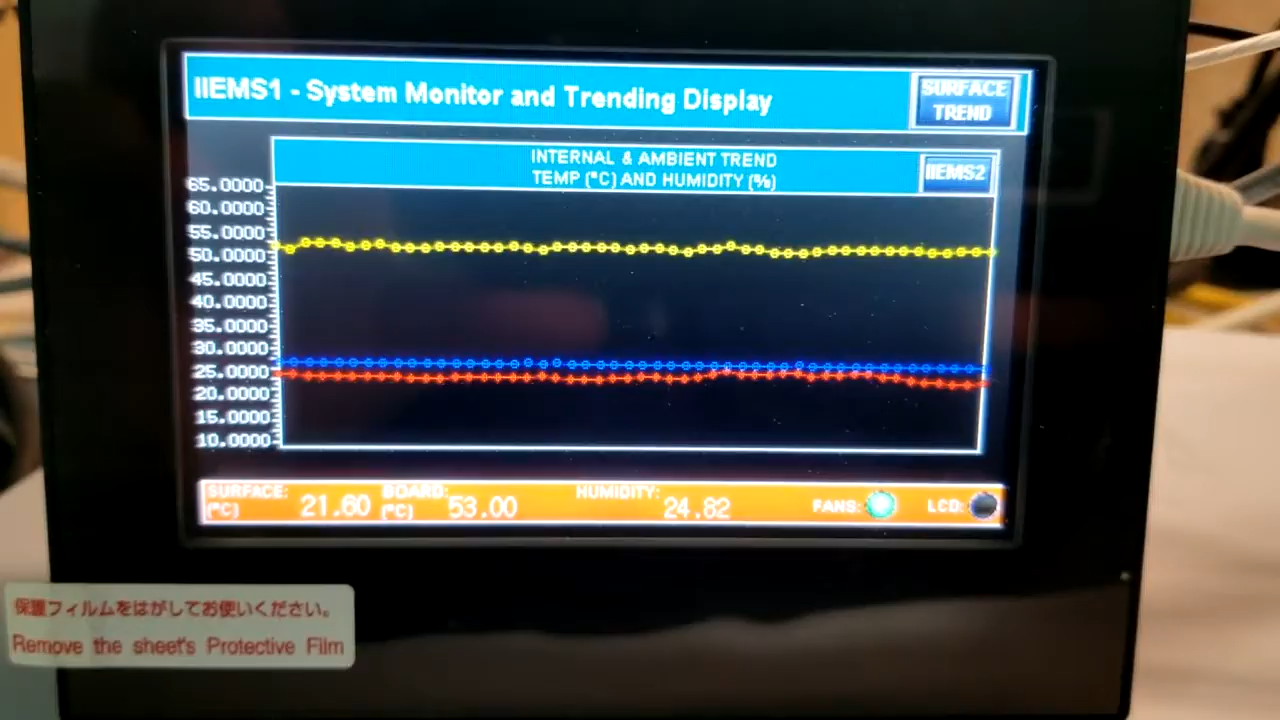 IIEMS1 - System Monitor and Trending Display
SURFACE
TREND
INTERNAL & AMBIENT TREND
TEMP (°C) AND HUMIDITY (%)
IIEMS2
65.0000
60.0000
55.0000
50.0000
45.0000
40.0000
35.0000
30.0000
25.0000
20.0000
15.0000
10.0000
SURFACE: (°C) 21.60 BOARD: (°C) 53.00 HUMIDITY: 24.82 FANS: LCD:
保護フィルムをはがしてお使いください。
Remove the sheet's Protective Film